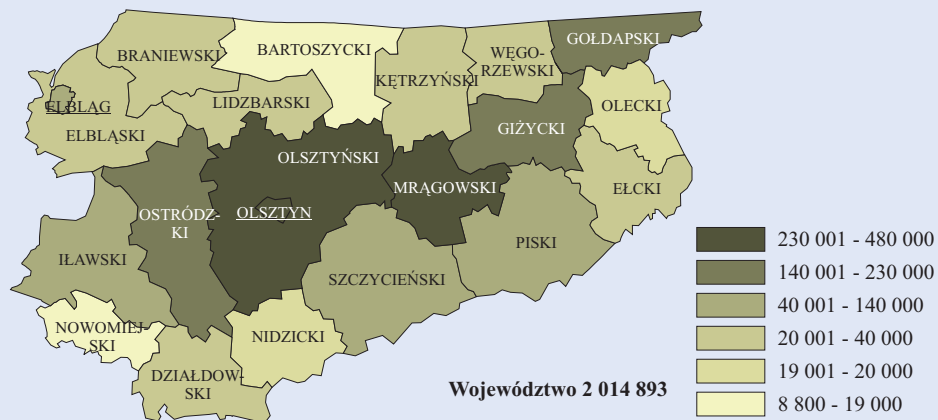 GOŁDAPSKI
BRANIEWSKI
BARTOSZYCKI
WĘGO-
RZEWSKI
KĘTRZYŃSKI
ELBLĄG
LIDZBARSKI
OLECKI
ELBLĄSKI
GIŻYCKI
OLSZTYŃSKI
MRĄGOWSKI
EŁCKI
OSTRÓDZ-
KI
OLSZTYN
PISKI
IŁAWSKI
SZCZYCIEŃSKI
NOWOMIEJ-
SKI
NIDZICKI
DZIAŁDOW-
SKI
Województwo 2 014 893
230 001 - 480 000
140 001 - 230 000
40 001 - 140 000
20 001 - 40 000
19 001 - 20 000
8 800 - 19 000